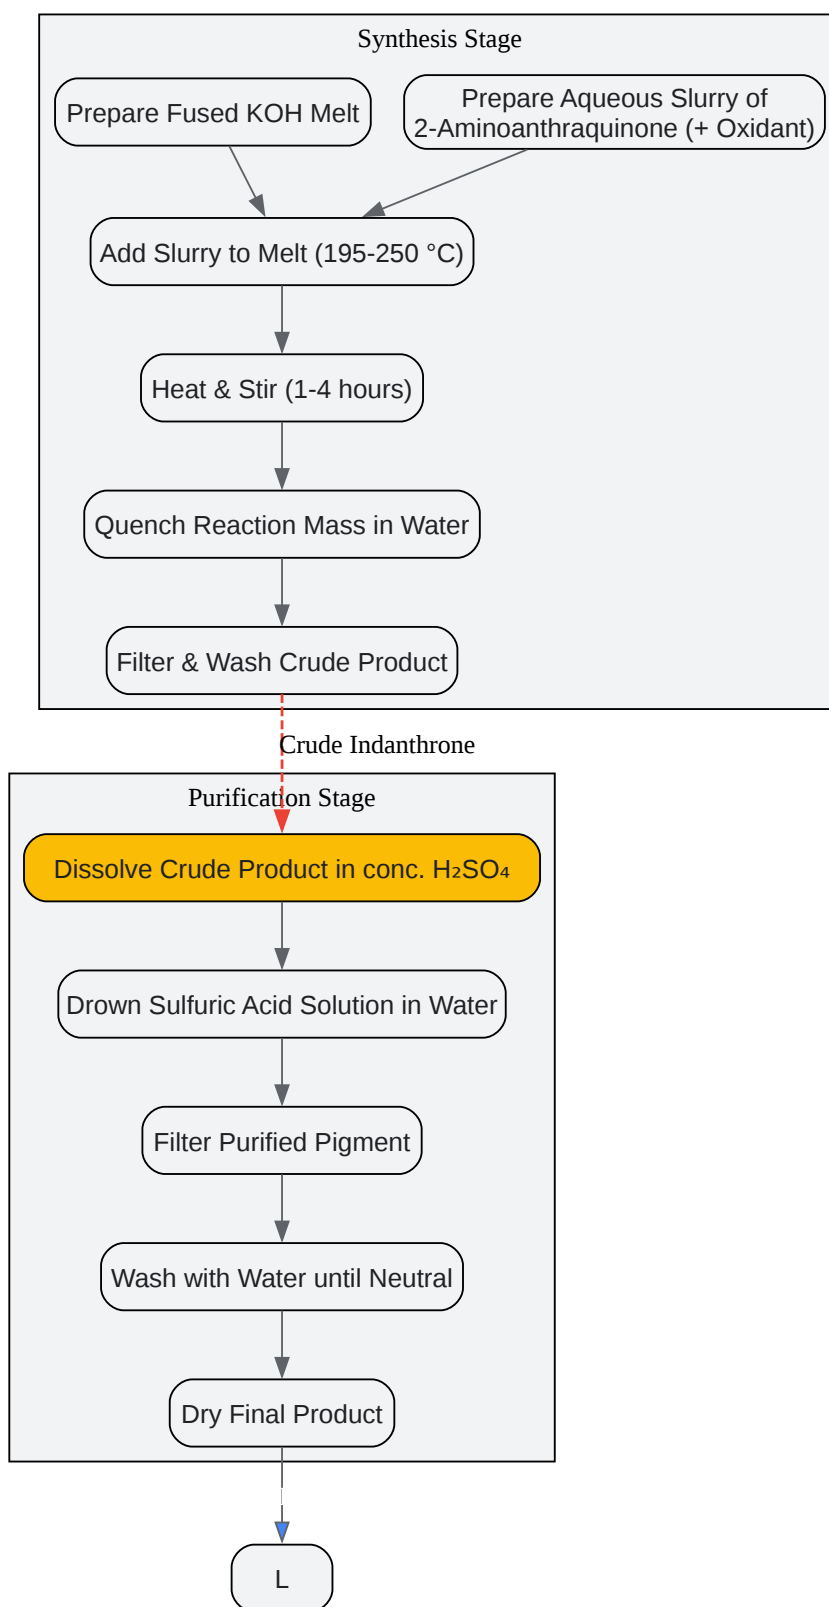 Synthesis Stage
Prepare Fused KOH Melt
Prepare Aqueous Slurry of
2-Aminoanthraquinone (+ Oxidant)
Add Slurry to Melt (195-250 °C)
Heat & Stir (1-4 hours)
Quench Reaction Mass in Water
Filter & Wash Crude Product
Crude Indanthrone
Purification Stage
Dissolve Crude Product in conc. H₂SO₄
Drown Sulfuric Acid Solution in Water
Filter Purified Pigment
Wash with Water until Neutral
Dry Final Product
L